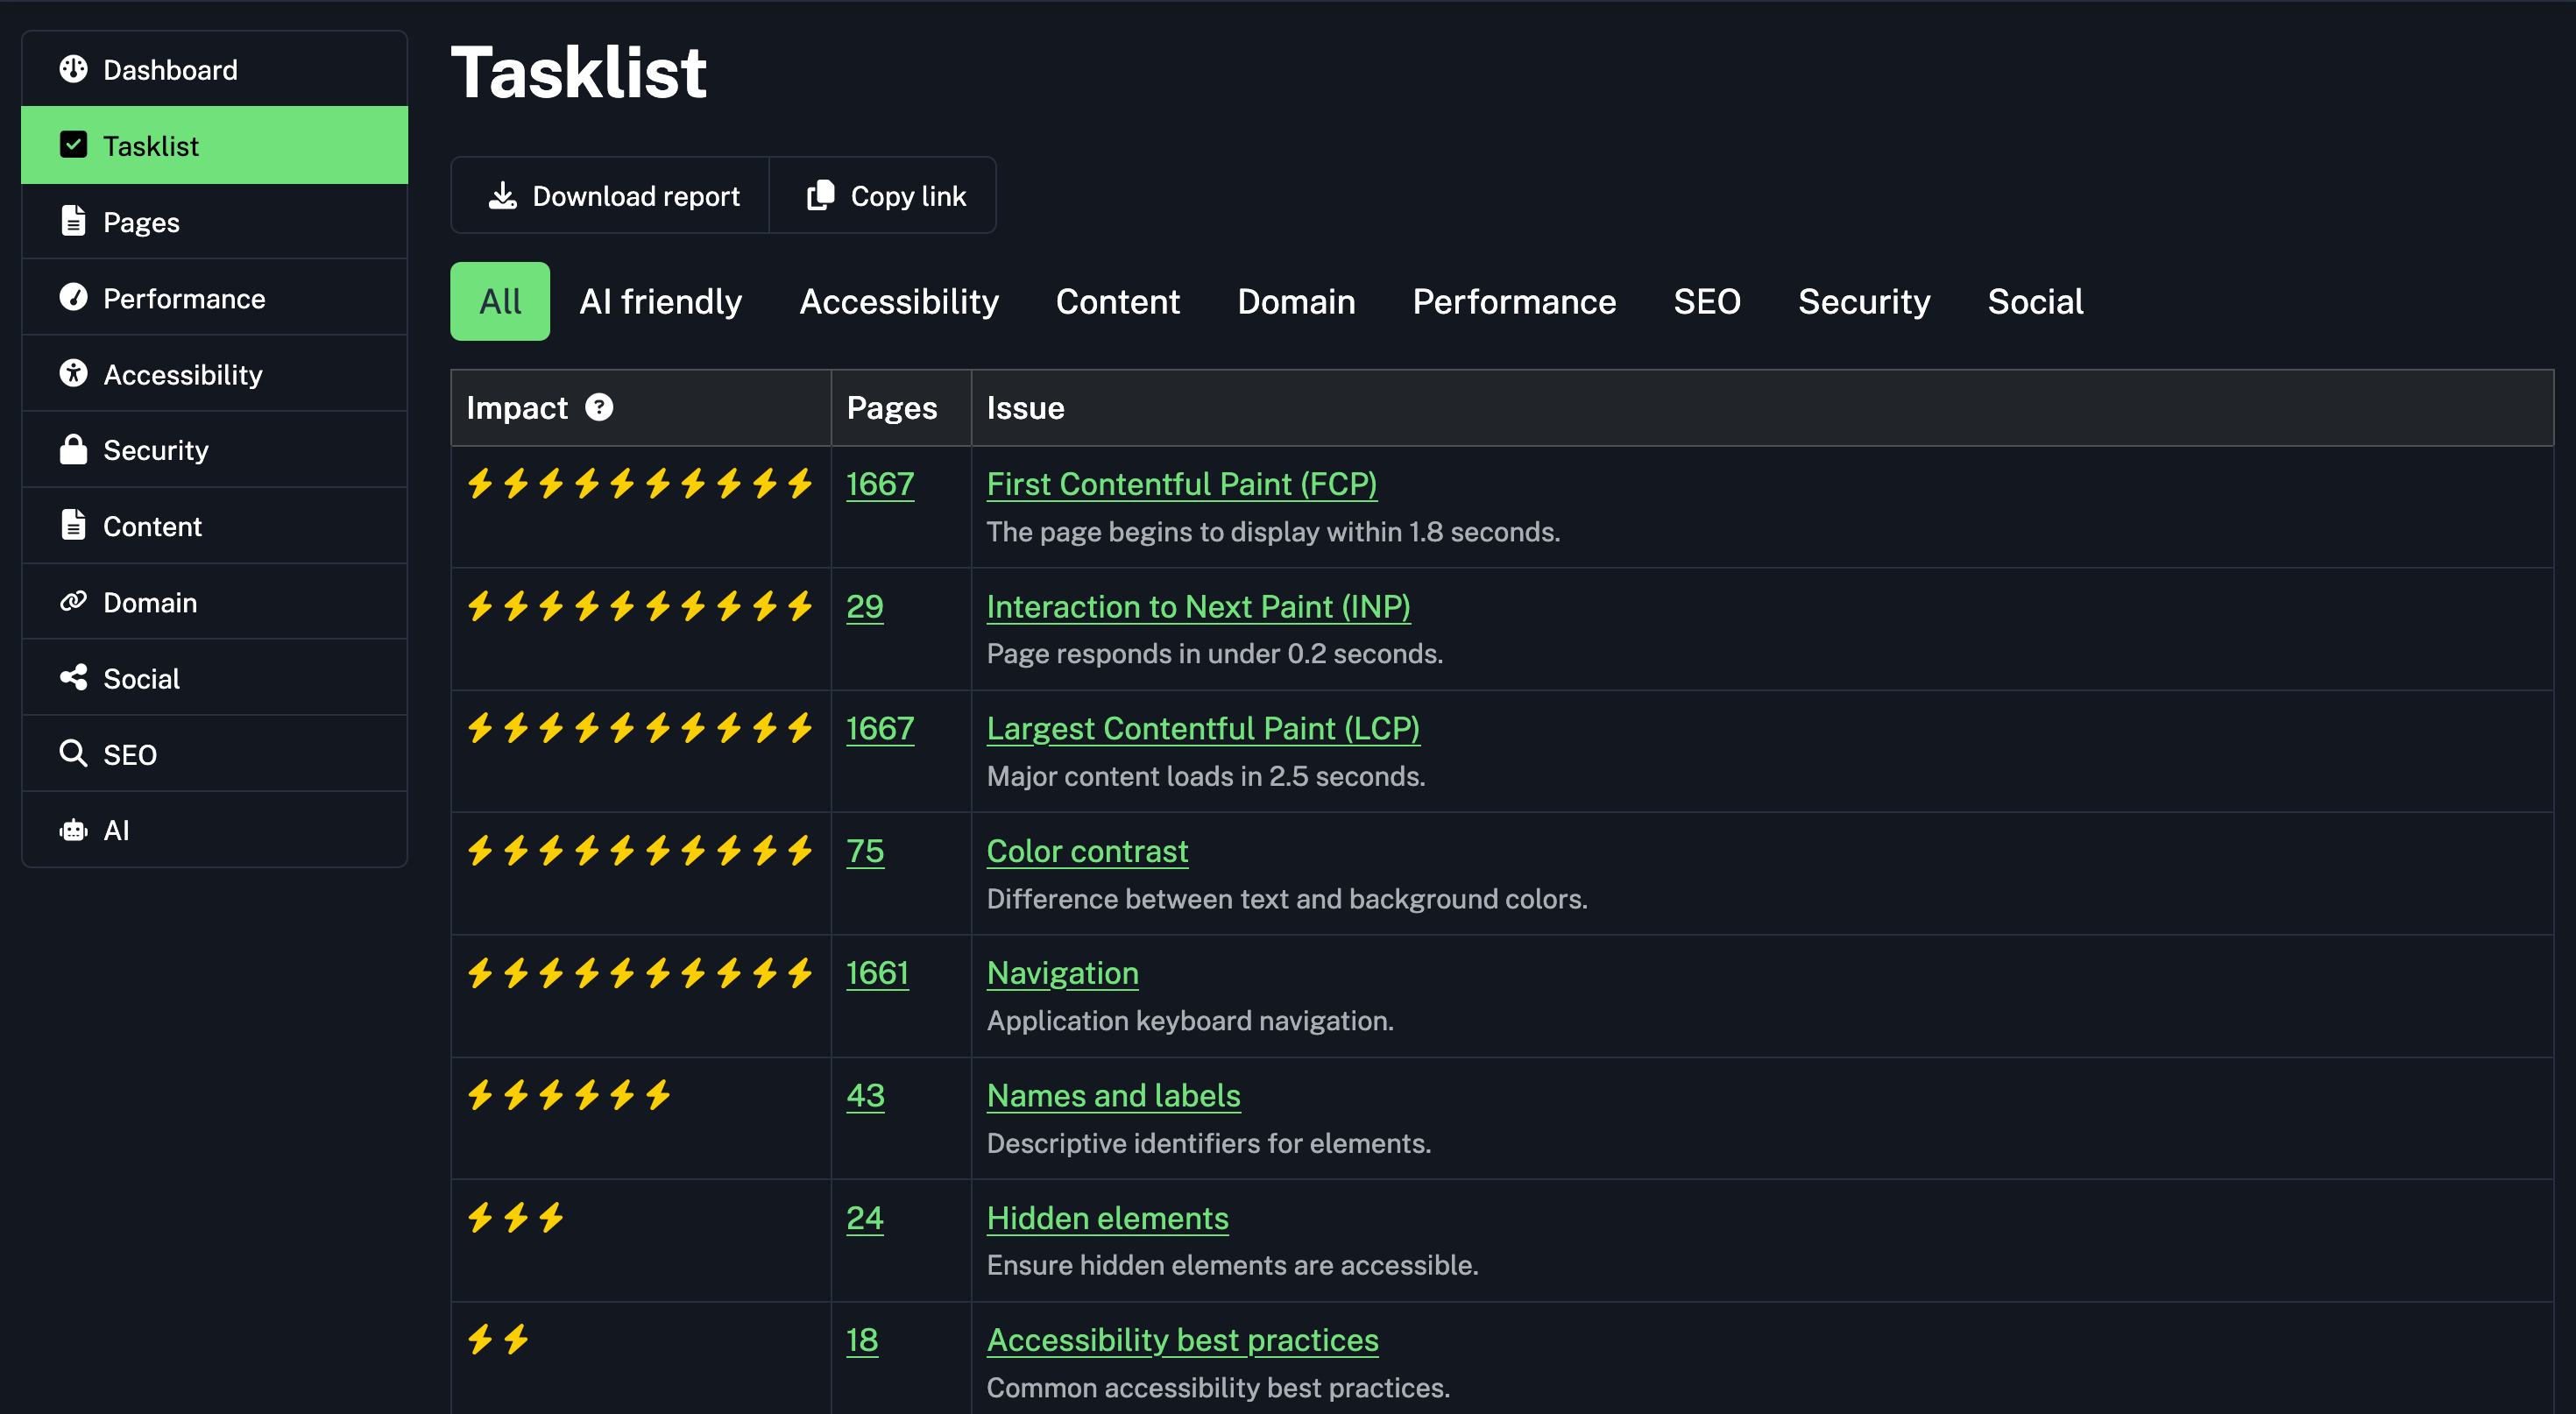 Dashboard
Tasklist
Pages
Performance
Accessibility
Security
Content
Domain
Social
SEO
AI
Tasklist
Download report Copy link
All AI friendly Accessibility Content Domain Performance SEO Security Social
Impact ? Pages Issue
1667 First Contentful Paint (FCP)
The page begins to display within 1.8 seconds.
29 Interaction to Next Paint (INP)
Page responds in under 0.2 seconds.
1667 Largest Contentful Paint (LCP)
Major content loads in 2.5 seconds.
75 Color contrast
Difference between text and background colors.
1661 Navigation
Application keyboard navigation.
43 Names and labels
Descriptive identifiers for elements.
24 Hidden elements
Ensure hidden elements are accessible.
18 Accessibility best practices
Common accessibility best practices.